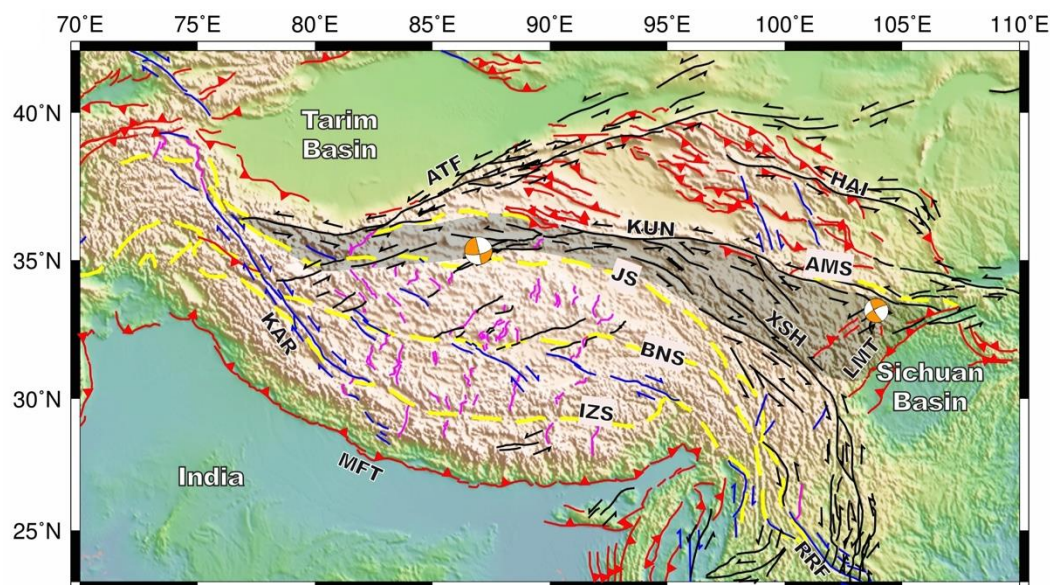 70˚E 75˚E 80˚E 85˚E 90˚E 95˚E 100˚E 105˚E 110˚E
40˚N
35˚N
30˚N
25˚N
Tarim
Basin
ATF
HAI
KUN
AMS
JS
XSH
KAR
BNS
LMT
Sichuan
Basin
IZS
MFT
India
RRF